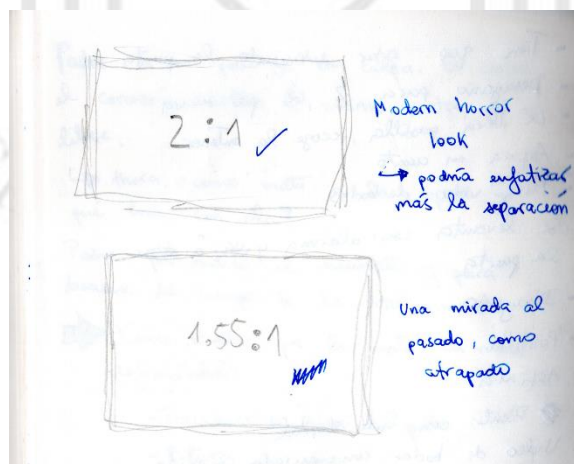 2:1
Modern horror
look
→ podría enfatizar
más la separación
1.55:1
Una mirada al
pasado, como
atrapado